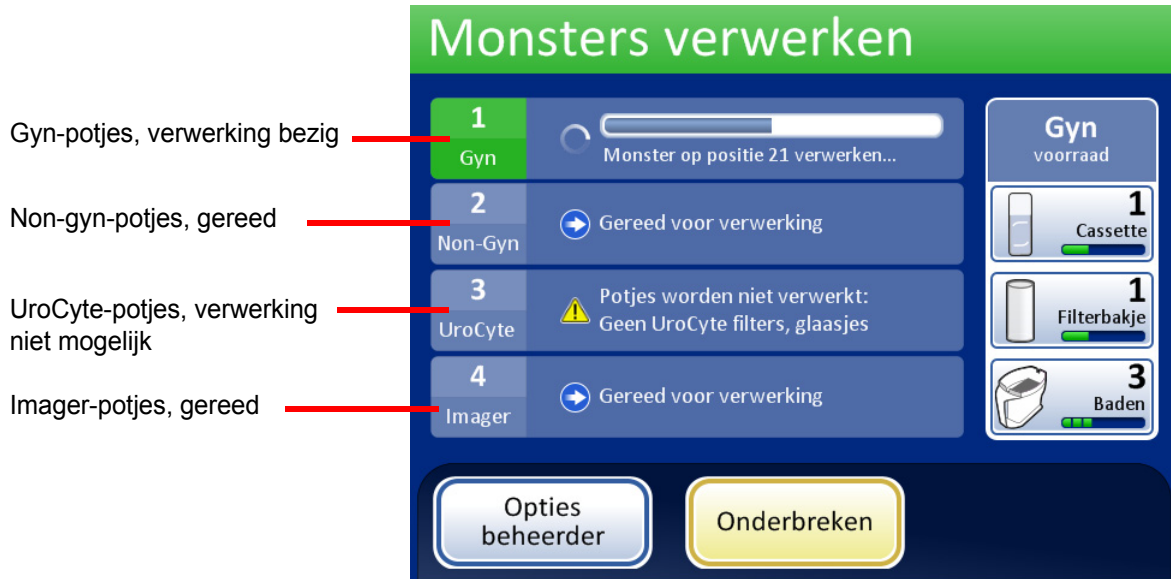 Monsters verwerken
Gyn-potjes, verwerking bezig
1
Gyn
Monster op positie 21 verwerken...
Non-gyn-potjes, gereed
2
Non-Gyn
Gereed voor verwerking
UroCyte-potjes, verwerking
niet mogelijk
3
UroCyte
Potjes worden niet verwerkt:
Geen UroCyte filters, glaasjes
Imager-potjes, gereed
4
Imager
Gereed voor verwerking
Gyn
voorraad
1
Cassette
1
Filterbakje
3
Baden
Opties
beheerder
Onderbreken